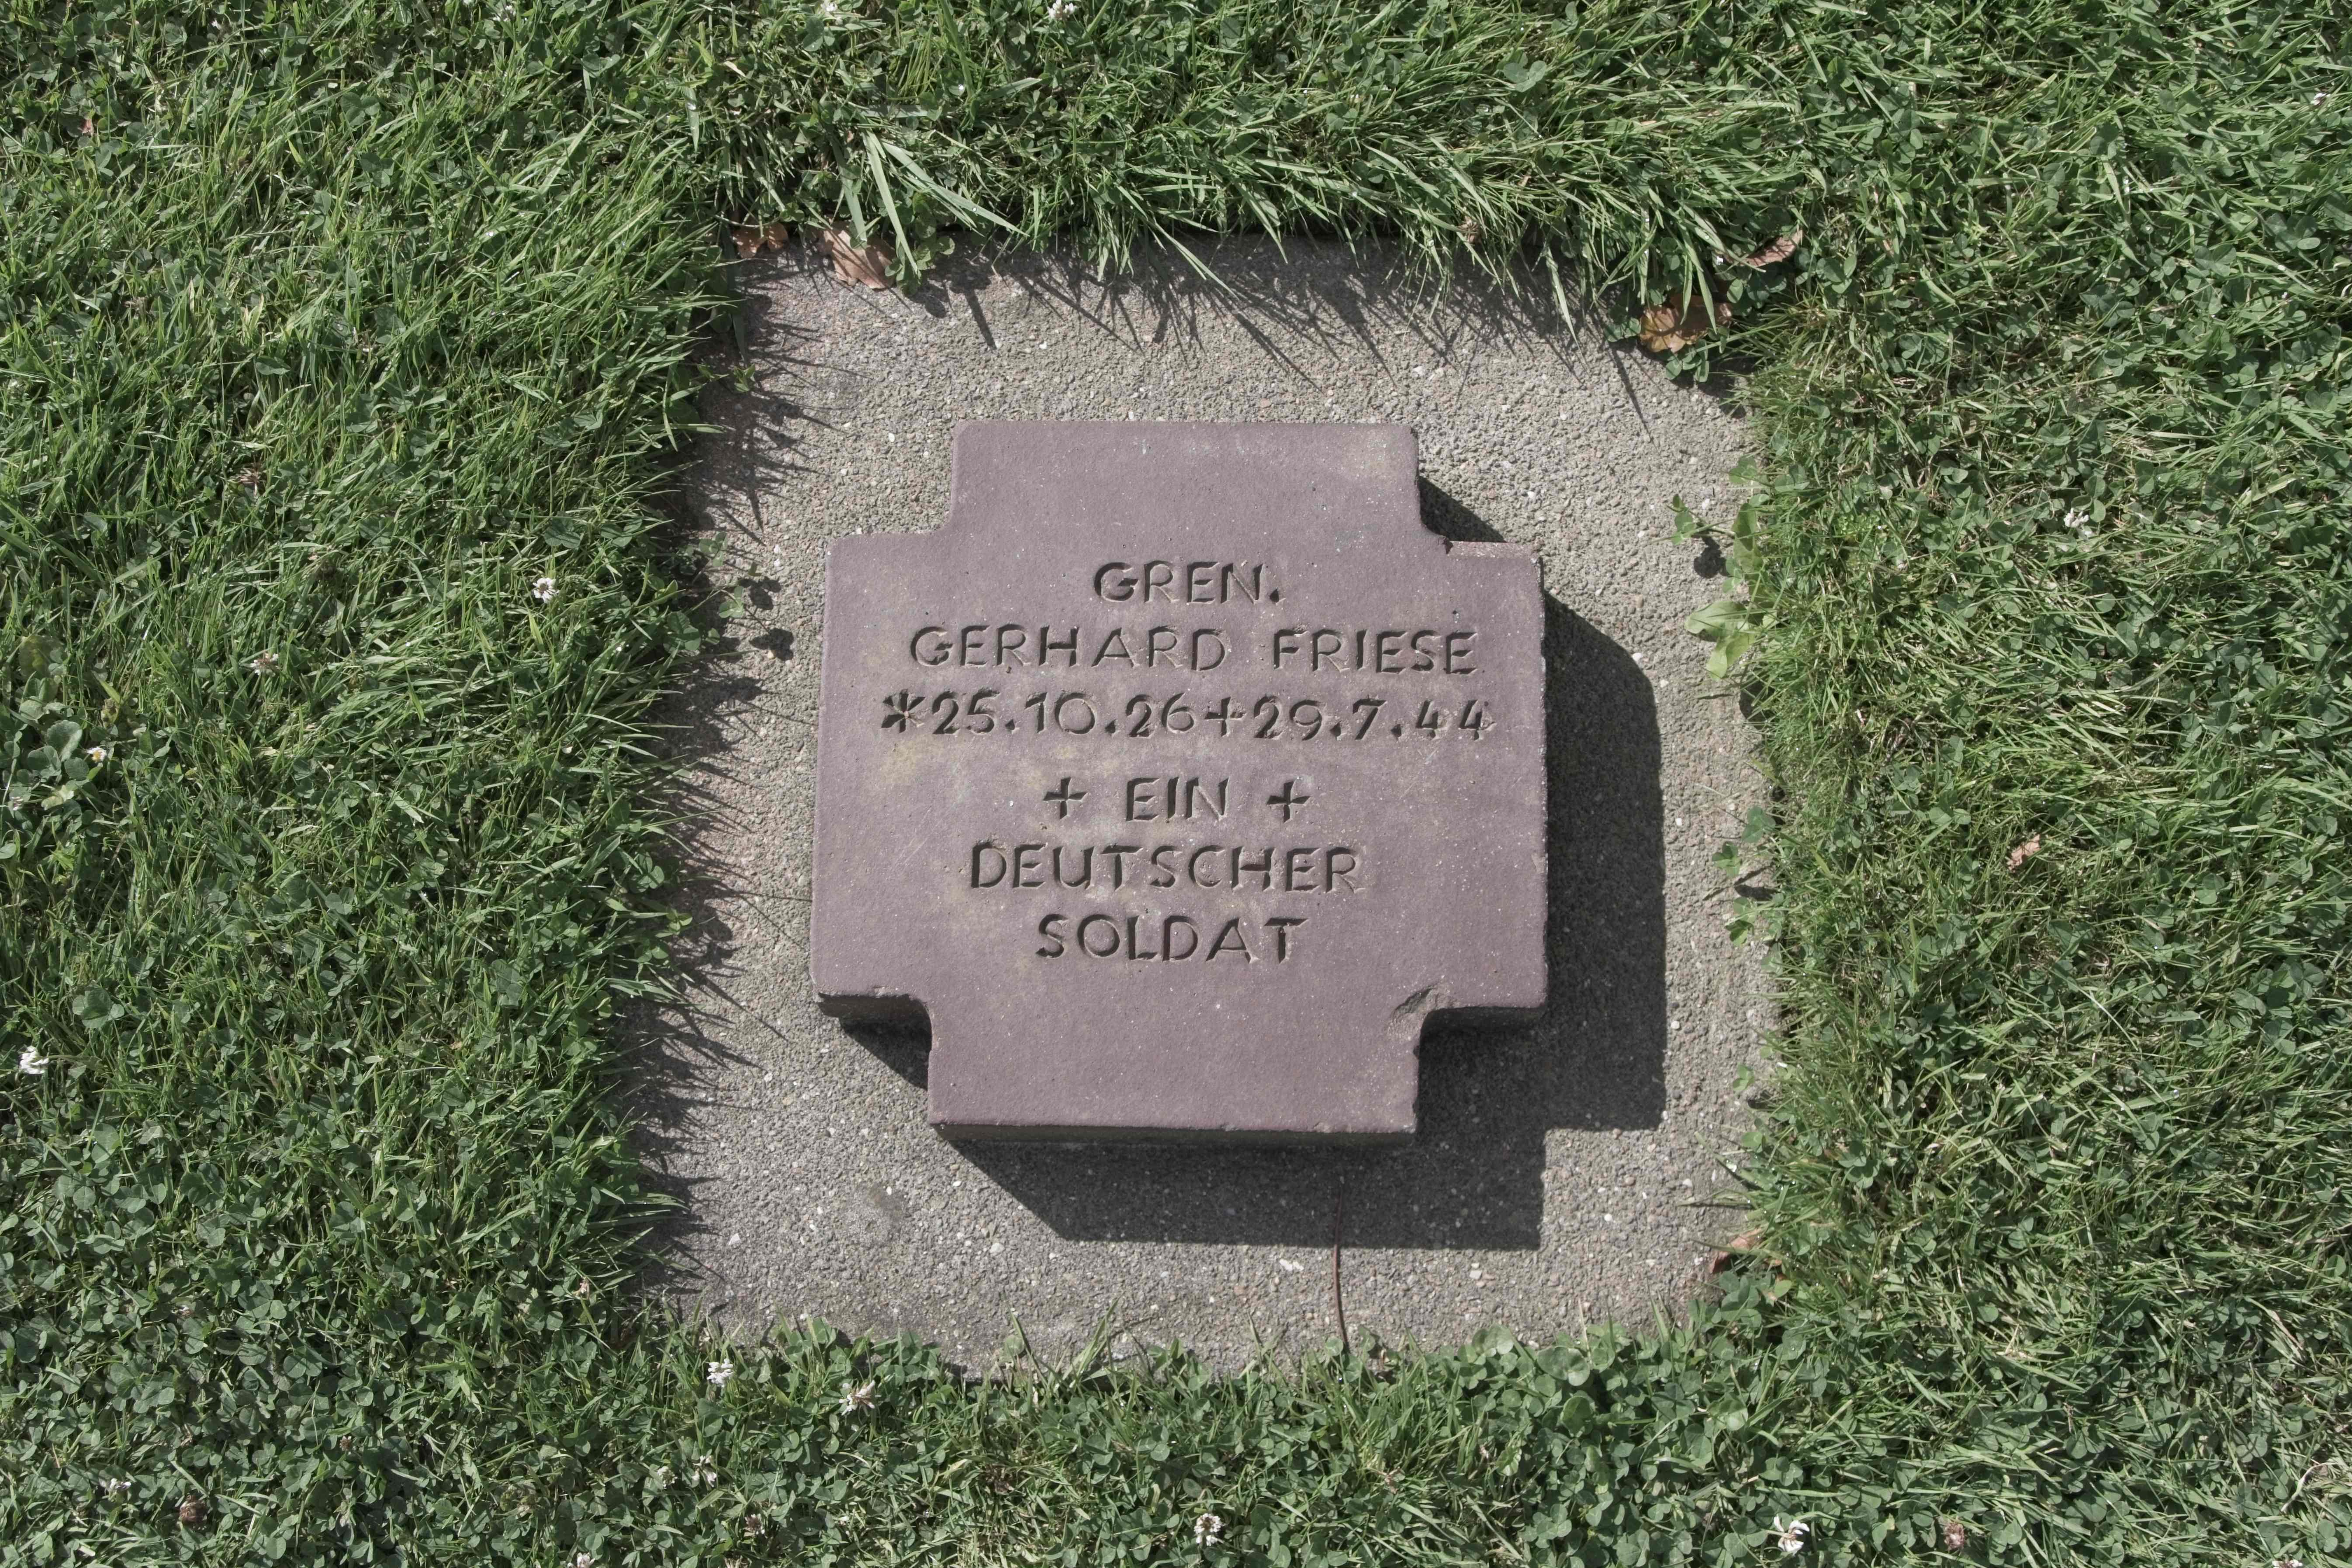 GREN.
GERHARD FRIESE
*25.10.26+29.7.44
+ EIN +
DEUTSCHER
SOLDAT